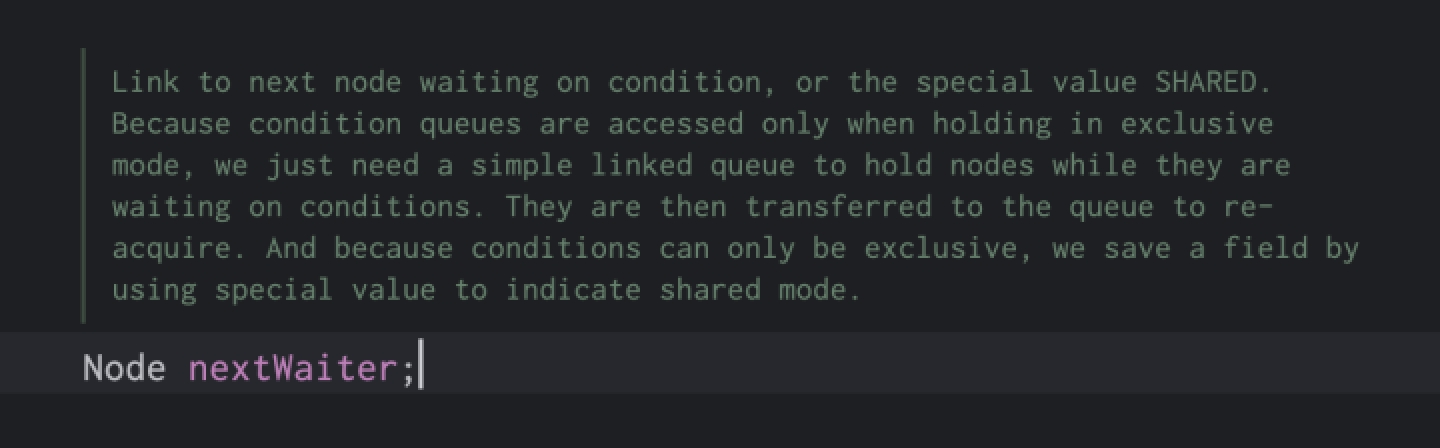 Link to next node waiting on condition, or the special value SHARED.
Because condition queues are accessed only when holding in exclusive
mode, we just need a simple linked queue to hold nodes while they are
waiting on conditions. They are then transferred to the queue to re-
acquire. And because conditions can only be exclusive, we save a field by
using special value to indicate shared mode.
Node nextWaiter;